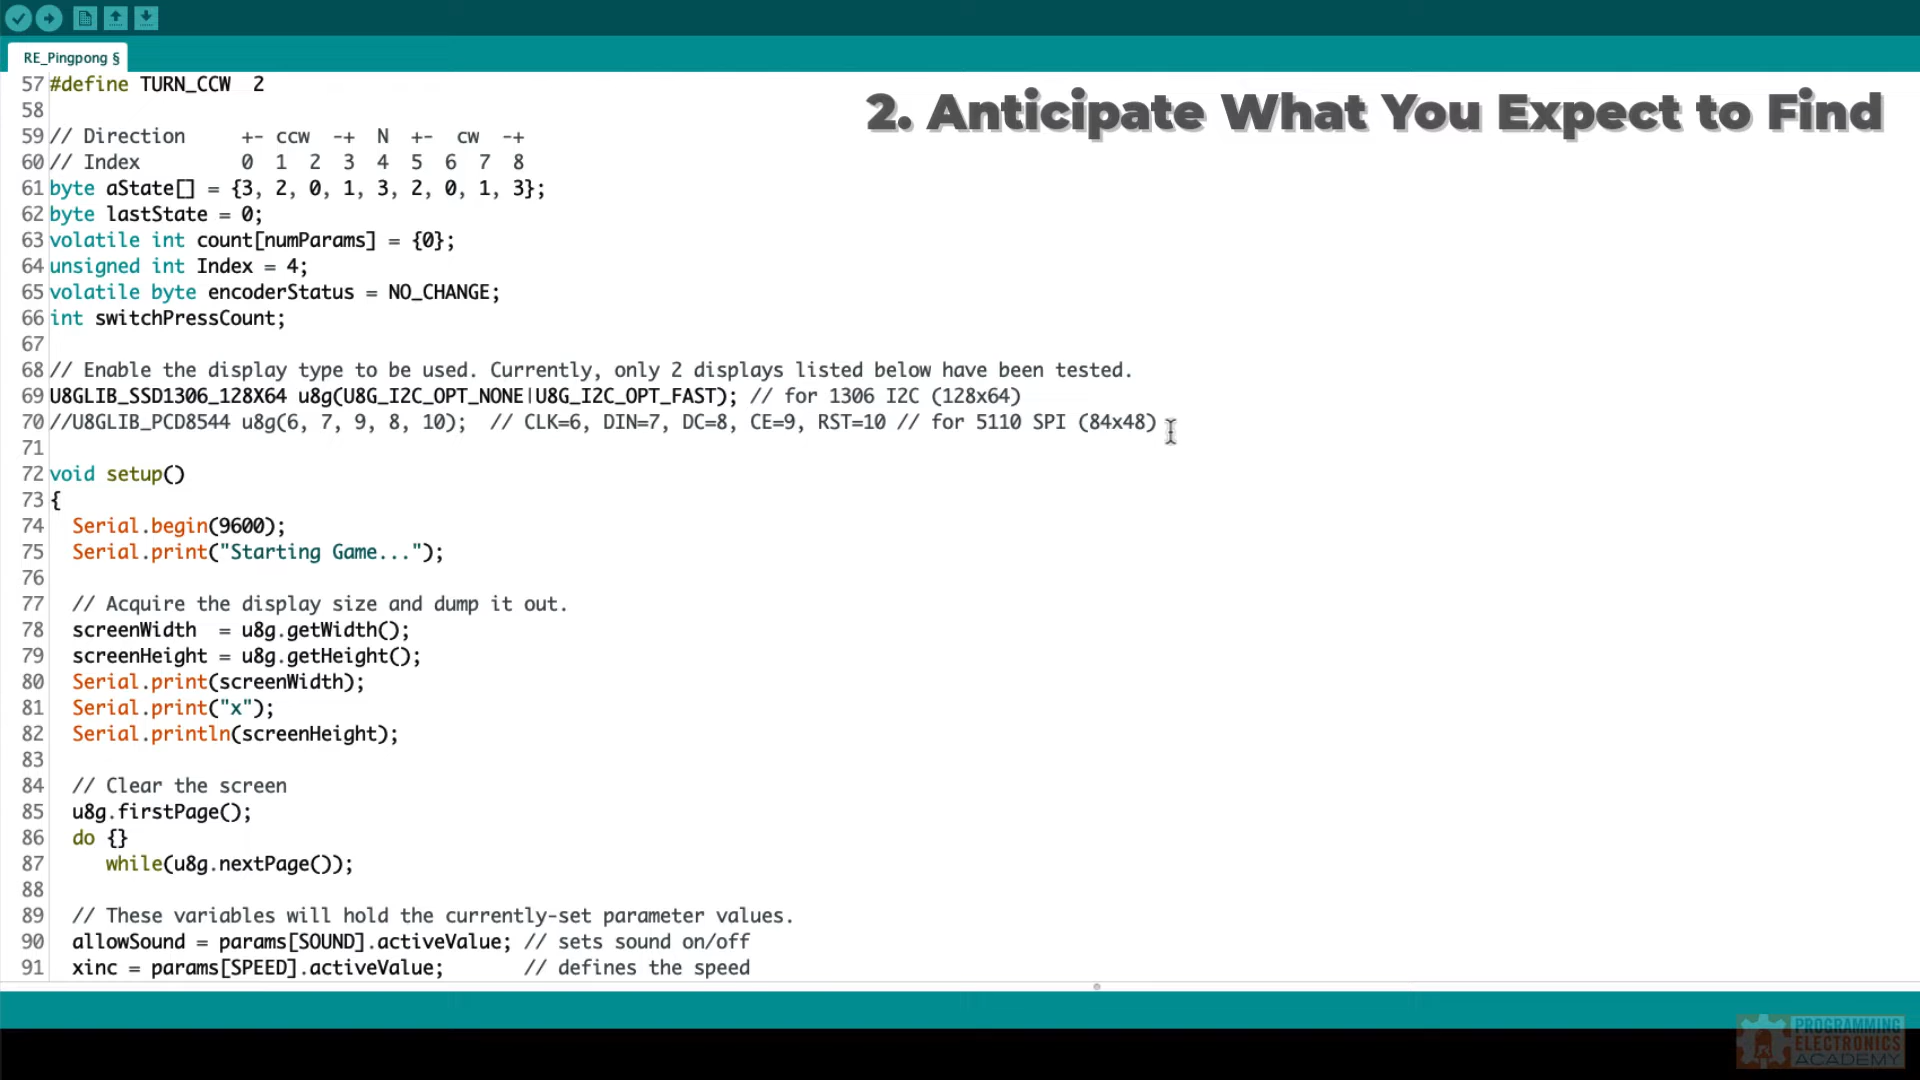 RE_Pingpong §
2. Anticipate What You Expect to Find
57 #define TURN_CCW  2
58
59 // Direction     +- ccw  -+  N  +-  cw  -+
60 // Index         0  1  2  3  4  5  6  7  8
61 byte aState[] = {3, 2, 0, 1, 3, 2, 0, 1, 3};
62 byte lastState = 0;
63 volatile int count[numParams] = {0};
64 unsigned int Index = 4;
65 volatile byte encoderStatus = NO_CHANGE;
66 int switchPressCount;
67
68 // Enable the display type to be used. Currently, only 2 displays listed below have been tested.
69 U8GLIB_SSD1306_128X64 u8g(U8G_I2C_OPT_NONE|U8G_I2C_OPT_FAST); // for 1306 I2C (128x64)
70 //U8GLIB_PCD8544 u8g(6, 7, 9, 8, 10);  // CLK=6, DIN=7, DC=8, CE=9, RST=10 // for 5110 SPI (84x48)
71
72 void setup()
73 {
74   Serial.begin(9600);
75   Serial.print("Starting Game...");
76
77   // Acquire the display size and dump it out.
78   screenWidth  = u8g.getWidth();
79   screenHeight = u8g.getHeight();
80   Serial.print(screenWidth);
81   Serial.print("x");
82   Serial.println(screenHeight);
83
84   // Clear the screen
85   u8g.firstPage();
86   do {}
87      while(u8g.nextPage());
88
89   // These variables will hold the currently-set parameter values.
90   allowSound = params[SOUND].activeValue; // sets sound on/off
91   xinc = params[SPEED].activeValue;       // defines the speed
PROGRAMMING
ELECTRONICS
ACADEMY